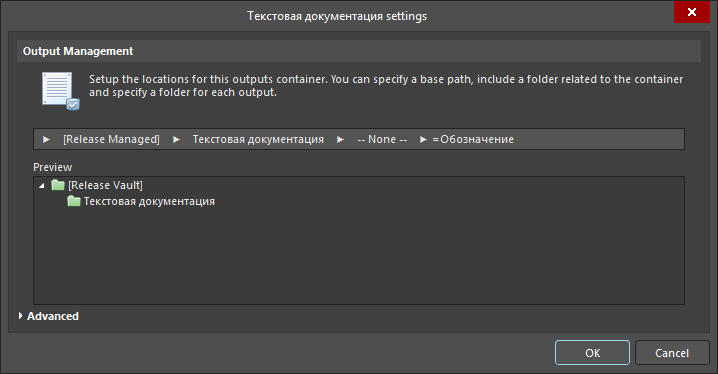 Текстовая документация settings
Output Management
Setup the locations for this outputs container. You can specify a base path, include a folder related to the container
and specify a folder for each output.
[Release Managed] Текстовая документация -- None -- =Обозначение
Preview
[Release Vault]
Текстовая документация
Advanced
OK Cancel